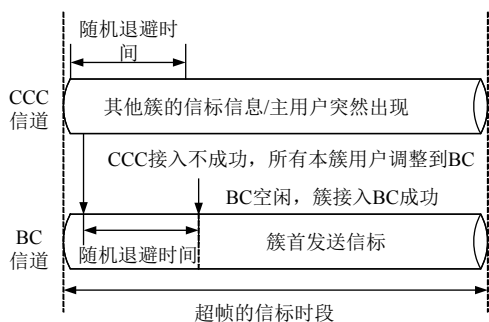 随机退避时
间
CCC
信道
其他簇的信标信息/主用户突然出现
CCC接入不成功，所有本簇用户调整到BC
BC空闲，簇接入BC成功
BC
信道
随机退避时间
簇首发送信标
超帧的信标时段